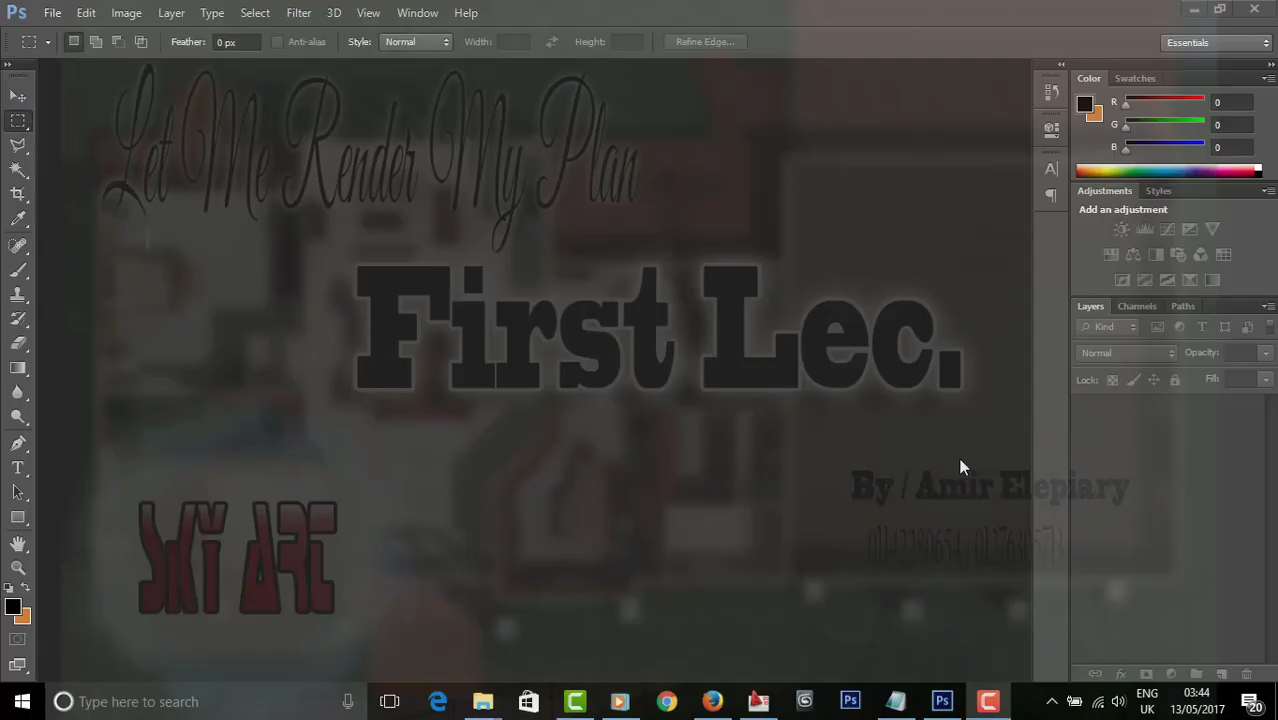 Ps File Edit Image Layer Type Select Filter 3D View Window Help
Feather: 0 px Anti-alias Style: Normal Width: Height: Refine Edge... Essentials
Color Swatches
R 0
G 0
B 0
Adjustments Styles
Add an adjustment
Layers Channels Paths
Kind
Normal Opacity:
Lock: Fill:
Let Me Render My Plan
First Lec.
By / Amir Elepiary
SKY ARC
Type here to search
ENG
UK
03:44
13/05/2017
20